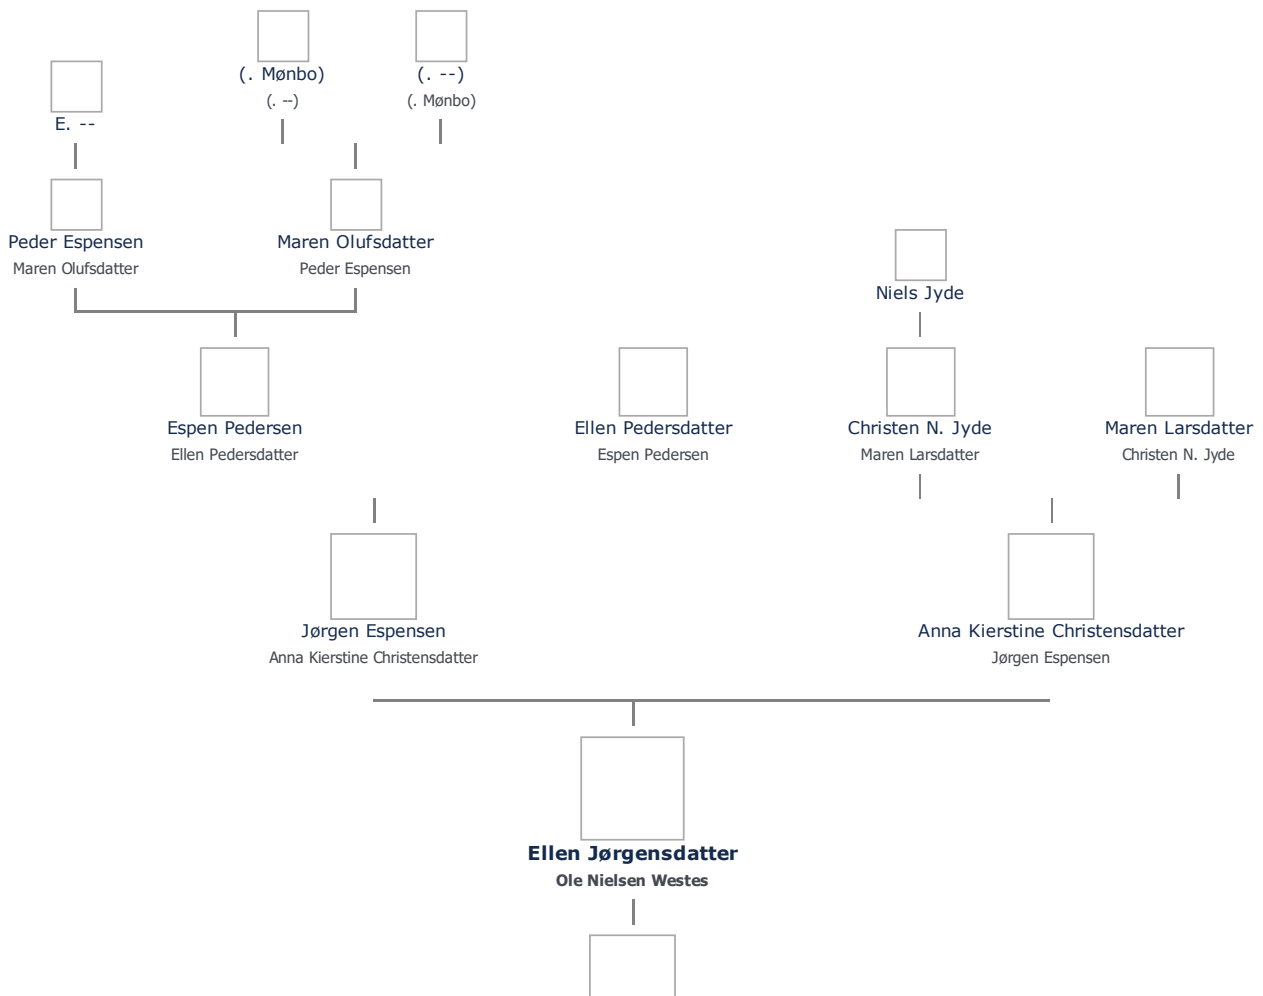 (. Mønbo)
(. --)
(. --)
(. Mønbo)
E. --
Peder Espensen
Maren Olufsdatter
Maren Olufsdatter
Peder Espensen
Niels Jyde
Espen Pedersen
Ellen Pedersdatter
Ellen Pedersdatter
Espen Pedersen
Christen N. Jyde
Maren Larsdatter
Maren Larsdatter
Christen N. Jyde
Jørgen Espensen
Anna Kierstine Christensdatter
Anna Kierstine Christensdatter
Jørgen Espensen
Ellen Jørgensdatter
Ole Nielsen Westes